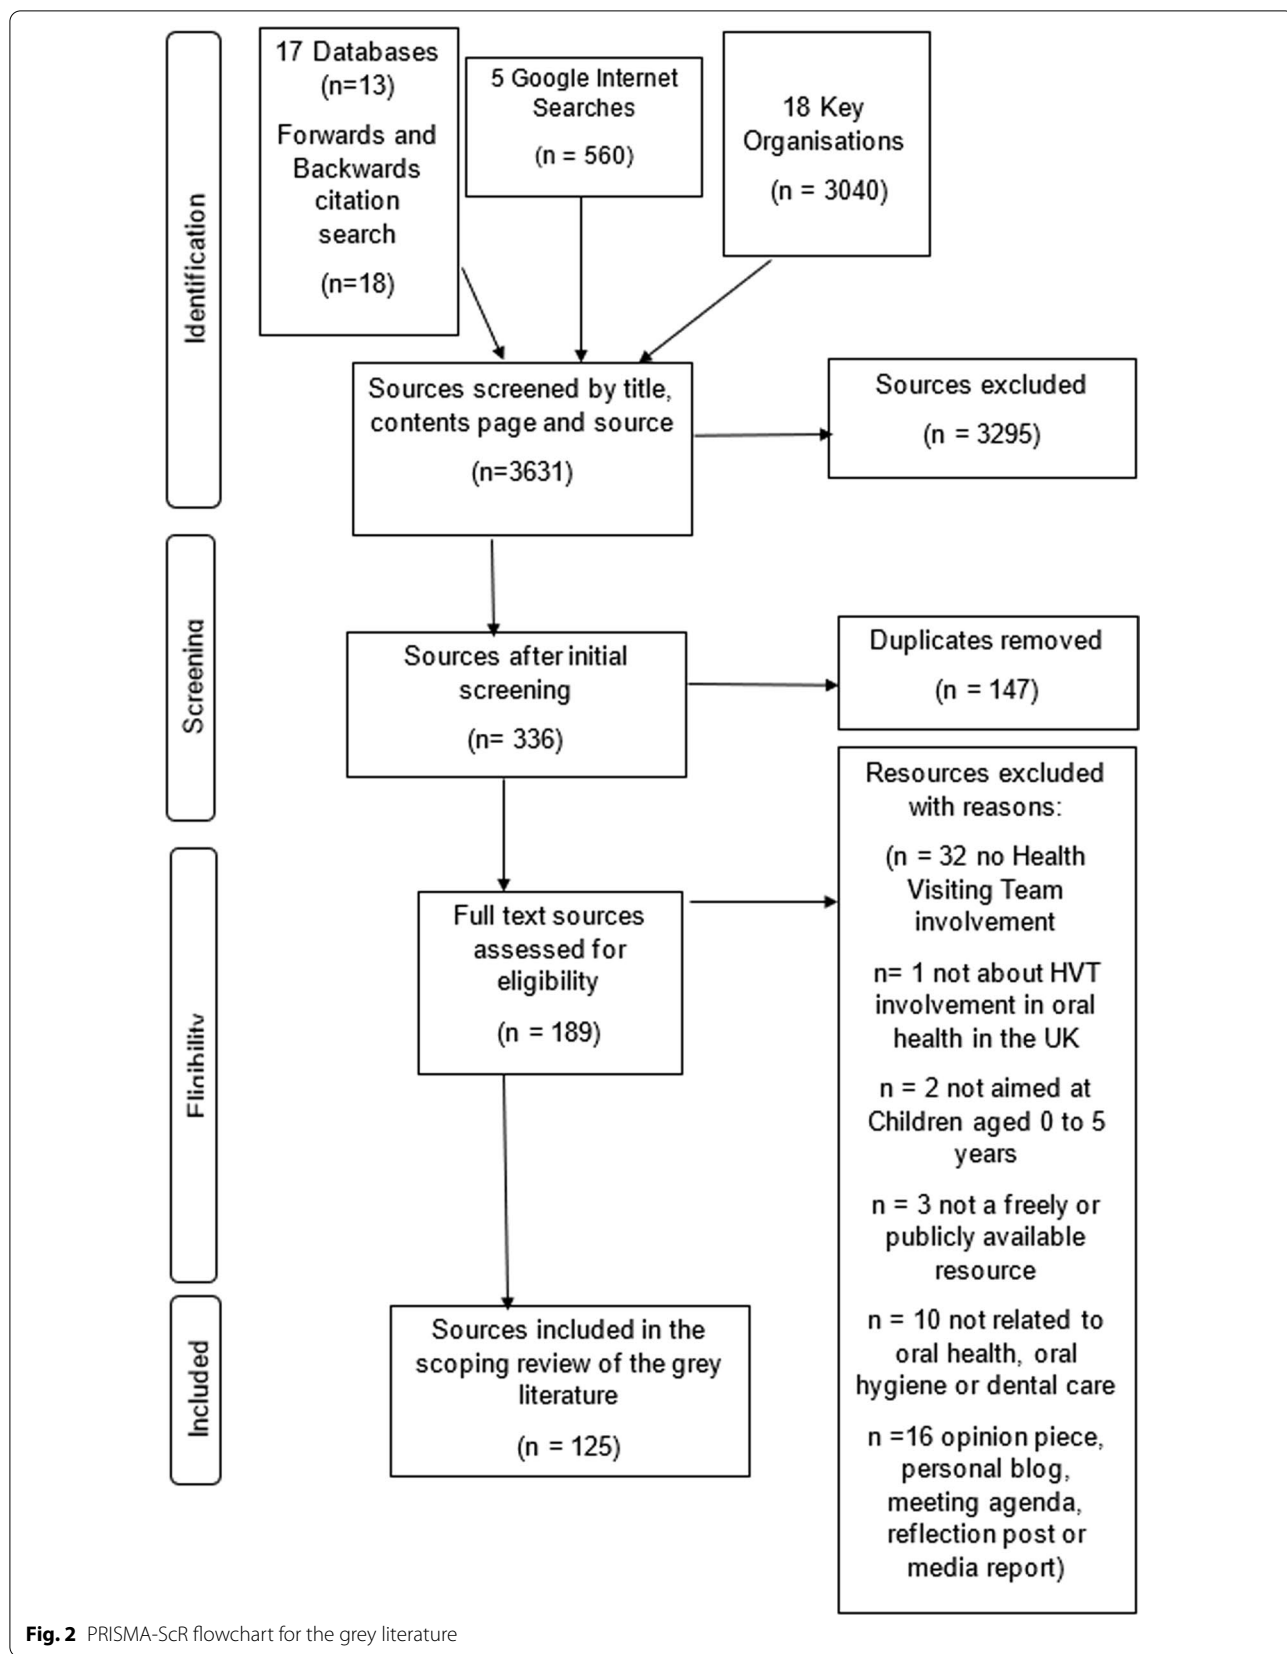 17 Databases
(n=13)
Forwards and
Backwards
citation
search
(n=18)
5 Google Internet
Searches
(n = 560)
18 Key
Organisations
(n = 3040)
Identification
Sources screened by title,
contents page and source
(n=3631)
Sources excluded
(n = 3295)
Screening
Sources after initial
screening
(n= 336)
Duplicates removed
(n = 147)
Eligibility
Full text sources
assessed for
eligibility
(n = 189)
Resources excluded
with reasons:
(n = 32 no Health
Visiting Team
involvement
n= 1 not about HVT
involvement in oral
health in the UK
n = 2 not aimed at
Children aged 0 to 5
years
n = 3 not a freely or
publicly available
resource
n = 10 not related to
oral health, oral
hygiene or dental care
n =16 opinion piece,
personal blog,
meeting agenda,
reflection post or
media report)
Included
Sources included in the
scoping review of the grey
literature
(n = 125)
Fig. 2 PRISMA-ScR flowchart for the grey literature